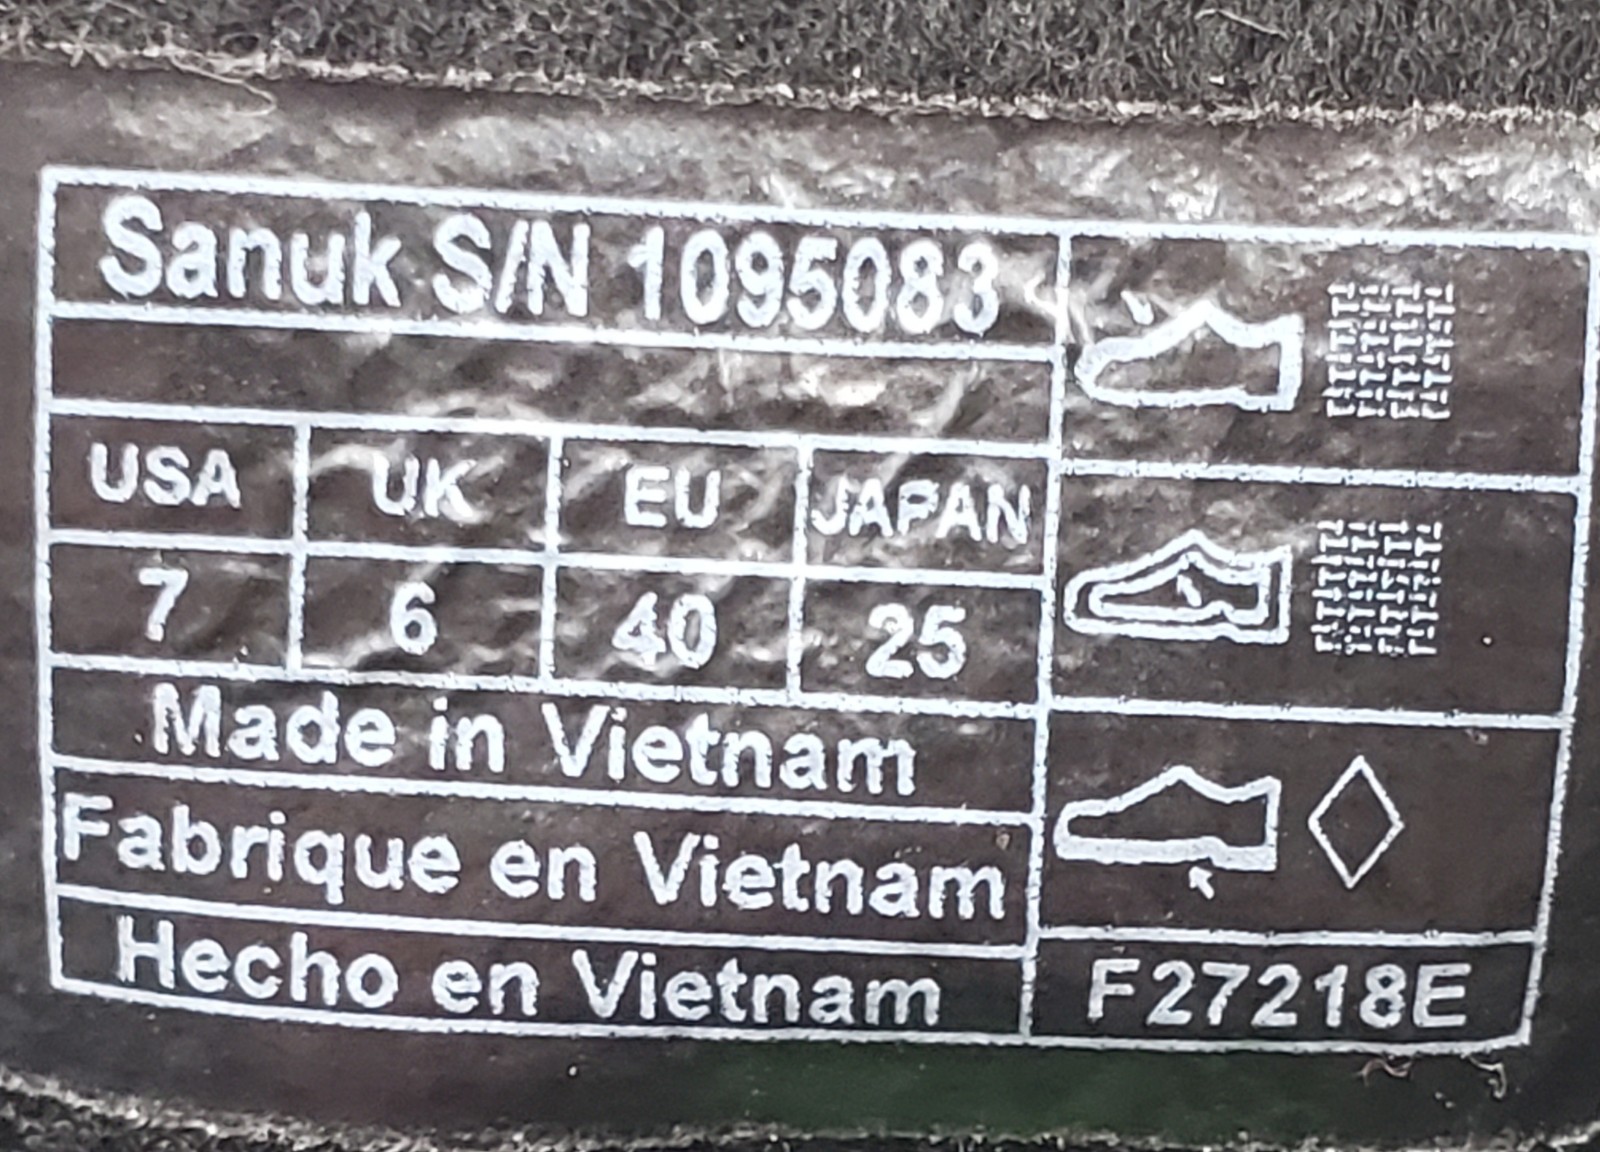 Sanuk S/N 1095083
USA UK EU JAPAN
7 6 40 25
Made in Vietnam
Fabrique en Vietnam
Hecho en Vietnam
F27218E